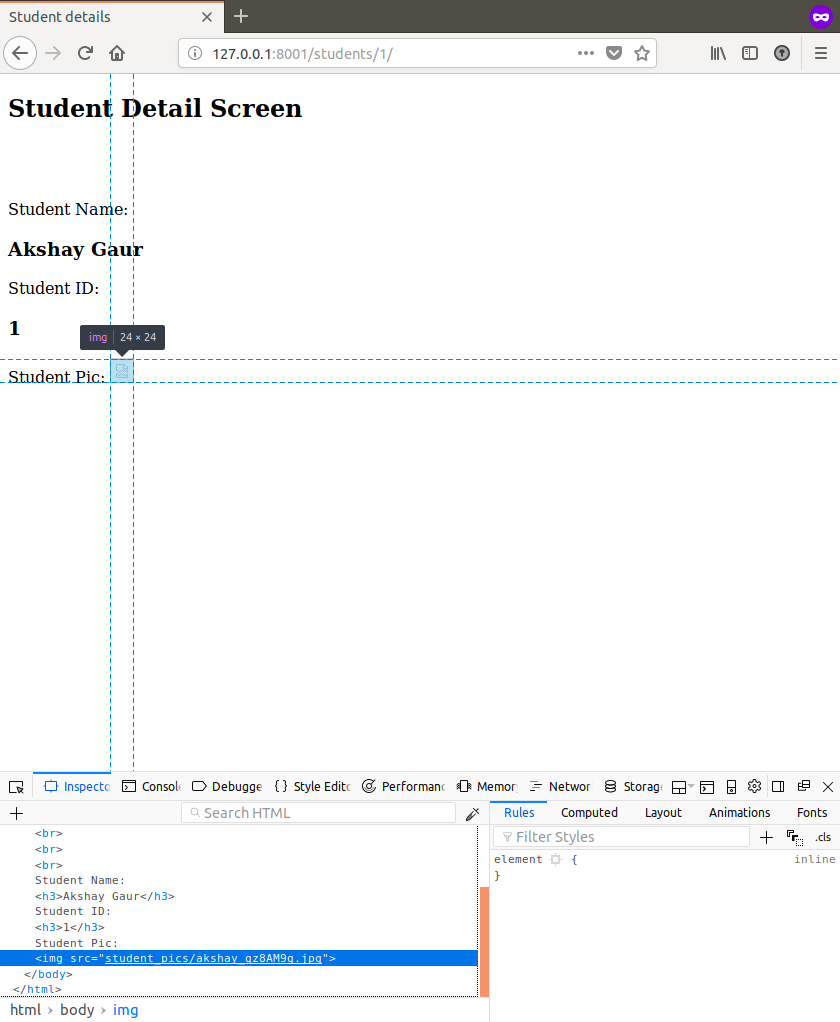 Student details
127.0.0.1:8001/students/1/
Student Detail Screen
Student Name:
Akshay Gaur
Student ID:
1
img 24 × 24
Student Pic:
Inspecto Consol Debugge { } Style Edito Performan Memor Networ Storag
Search HTML
Rules Computed Layout Animations Fonts
Filter Styles + .cls
<br>
<br>
<br>
Student Name:
<h3>Akshay Gaur</h3>
Student ID:
<h3>1</h3>
Student Pic:
<img src="student_pics/akshay_qz8AM9q.jpg">
</body>
</html>
element { inline
}
html › body › img